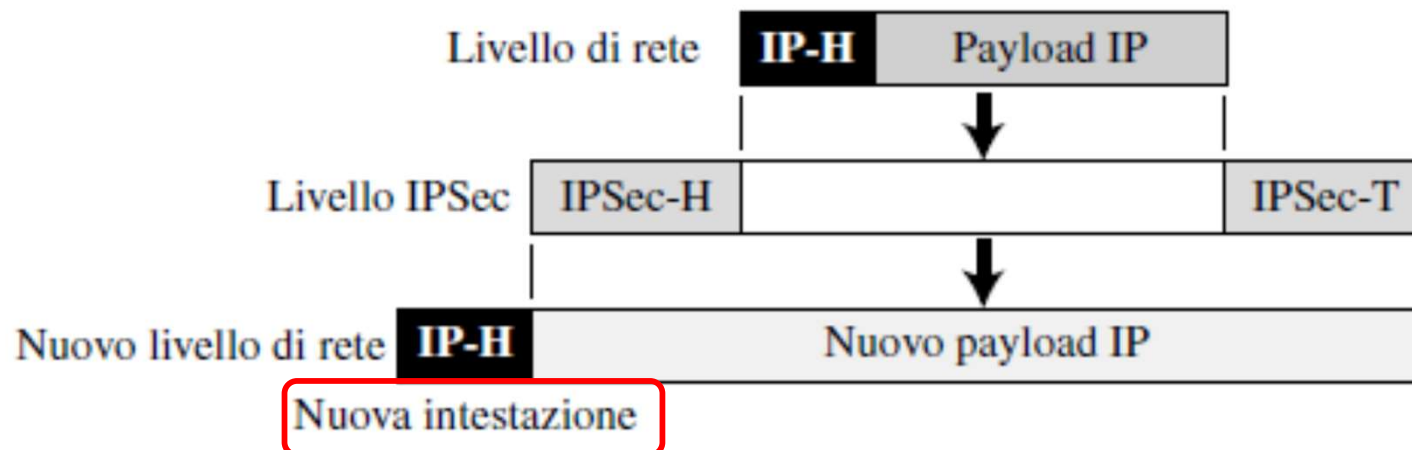 Livello di rete IP-H Payload IP
Livello IPSec IPSec-H IPSec-T
Nuovo livello di rete IP-H Nuovo payload IP
Nuova intestazione